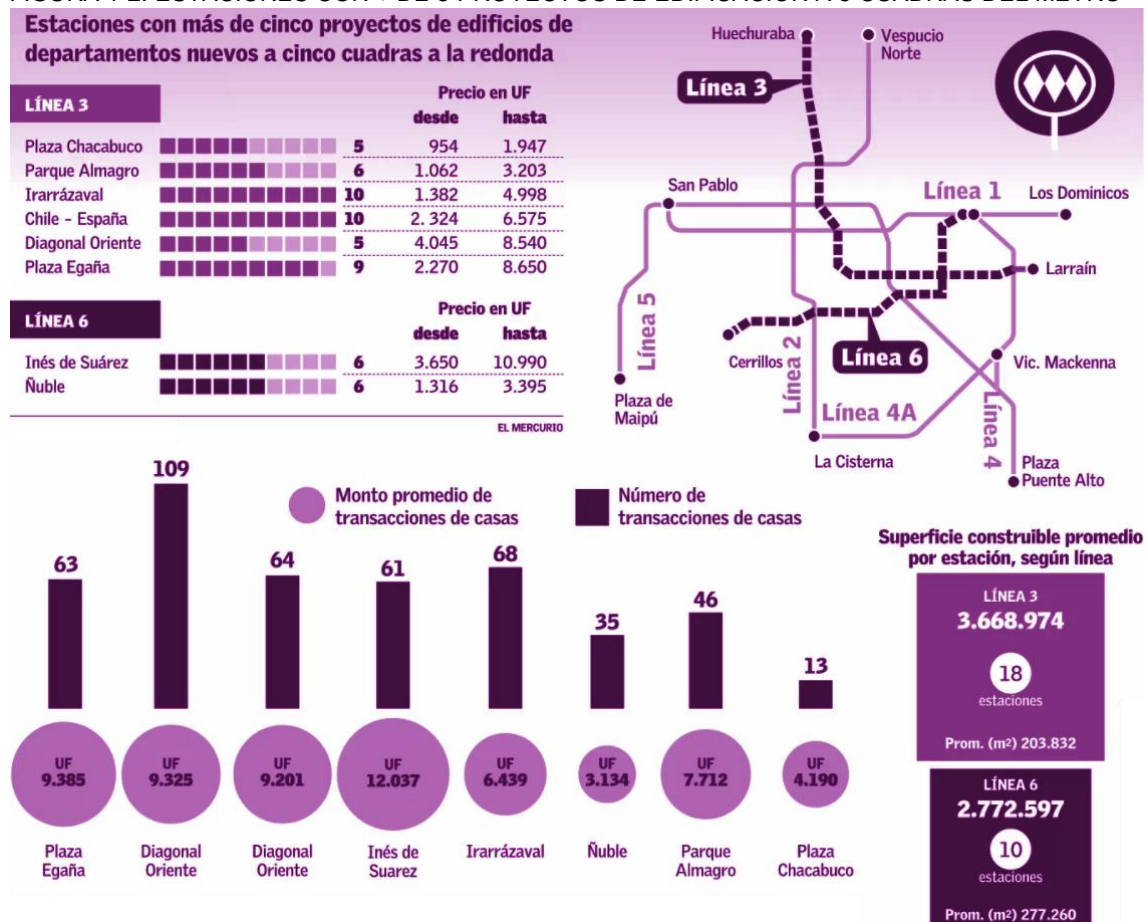 Estaciones con más de cinco proyectos de edificios de
departamentos nuevos a cinco cuadras a la redonda
LÍNEA 3
Precio en UF
desde hasta
Plaza Chacabuco 5 954 1.947
Parque Almagro 6 1.062 3.203
Irarrázaval 10 1.382 4.998
Chile - España 10 2. 324 6.575
Diagonal Oriente 5 4.045 8.540
Plaza Egaña 9 2.270 8.650
LÍNEA 6
Precio en UF
desde hasta
Inés de Suárez 6 3.650 10.990
Ñuble 6 1.316 3.395
EL MERCURIO
Huechuraba
Vespucio
Norte
Línea 3
San Pablo
Línea 1
Los Dominicos
Larraín
Línea 5
Cerrillos
Línea 2
Línea 6
Vic. Mackenna
Plaza de
Maipú
Línea 4A
Línea 4
La Cisterna
Plaza
Puente Alto
Monto promedio de
transacciones de casas
Número de
transacciones de casas
63
109
64
61
68
35
46
13
UF
9.385
UF
9.325
UF
9.201
UF
12.037
UF
6.439
UF
3.134
UF
7.712
UF
4.190
Plaza
Egaña
Diagonal
Oriente
Diagonal
Oriente
Inés de
Suarez
Irarrázaval
Ñuble
Parque
Almagro
Plaza
Chacabuco
Superficie construible promedio
por estación, según línea
LÍNEA 3
3.668.974
18
estaciones
Prom. (m²) 203.832
LÍNEA 6
2.772.597
10
estaciones
Prom. (m²) 277.260